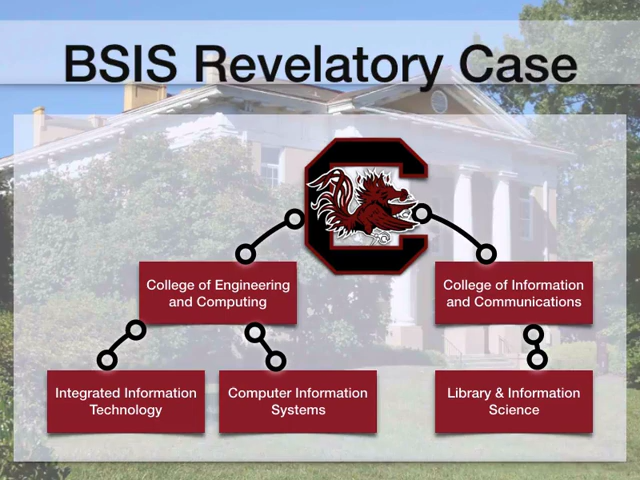 BSIS Revelatory Case
College of Engineering
and Computing
College of Information
and Communications
Integrated Information
Technology
Computer Information
Systems
Library & Information
Science